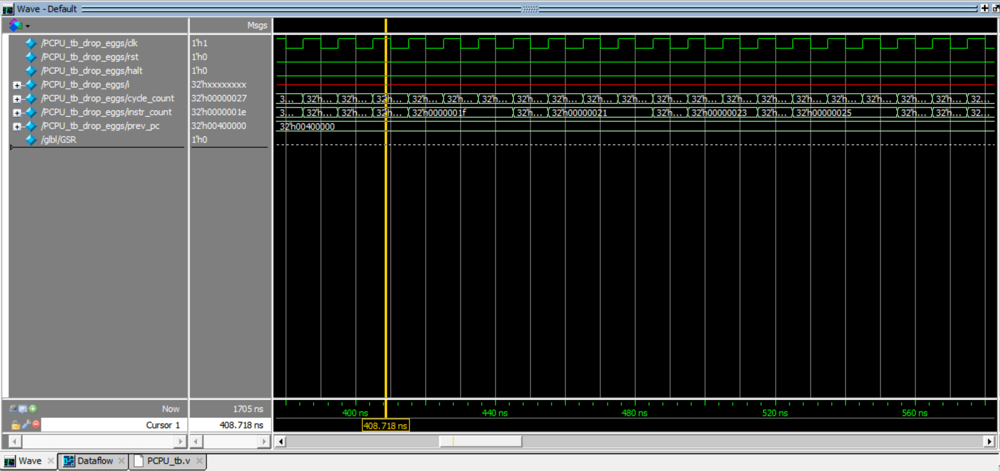 Wave - Default
Msgs
/PCPU_tb_drop_eggs/clk 1'h1
/PCPU_tb_drop_eggs/rst 1'h0
/PCPU_tb_drop_eggs/halt 1'h0
/PCPU_tb_drop_eggs/i 32'hxxxxxxxx
/PCPU_tb_drop_eggs/cycle_count 32'h00000027 3... 32'h... 32'h... 32'h... 32'h... 32'h... 32'h... 32'h... 32'h... 32'h... 32'h... 32'h... 32'h... 32'h... 32'h... 32'h... 32'h... 32'h... 32'h... 32'h... 32...
/PCPU_tb_drop_eggs/instr_count 32'h0000001e 3... 32'h... 32'h... 32'h... 32'h0000001f 32'h... 32'h00000021 32'h... 32'h00000023 32'h... 32'h00000025 32'h... 32'h... 32...
/PCPU_tb_drop_eggs/prev_pc 32'h00400000 32'h00400000
/glbl/GSR 1'h0
Now 1705 ns 400 ns 440 ns 480 ns 520 ns 560 ns
Cursor 1 408.718 ns 408.718 ns
Wave Dataflow PCPU_tb.v